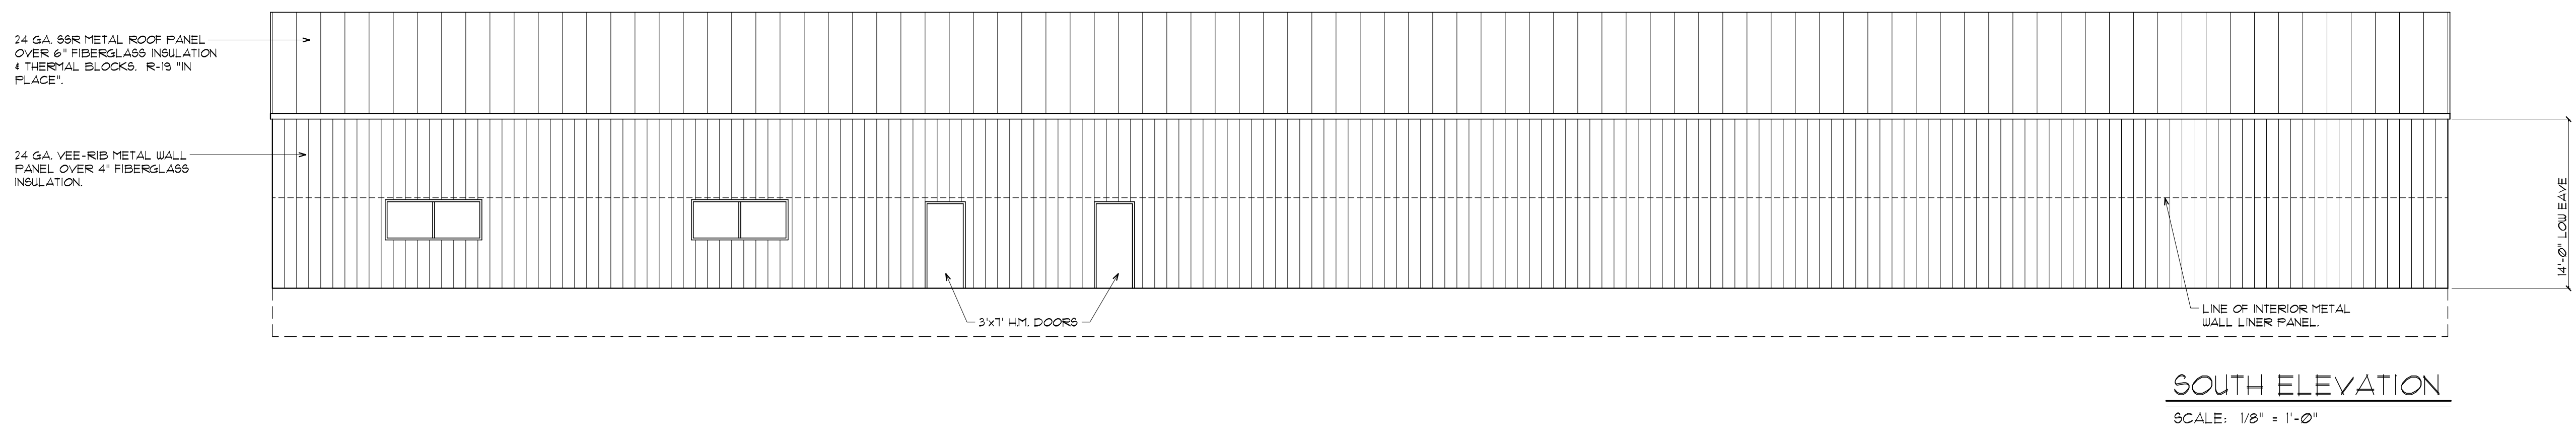 24 GA. SSR METAL ROOF PANEL
OVER 6" FIBERGLASS INSULATION
& THERMAL BLOCKS. R-19 "IN
PLACE".
24 GA. VEE-RIB METAL WALL
PANEL OVER 4" FIBERGLASS
INSULATION.
14'-0" LOW EAVE
3'x7' H.M. DOORS
LINE OF INTERIOR METAL
WALL LINER PANEL.
SOUTH ELEVATION
SCALE: 1/8" = 1'-0"